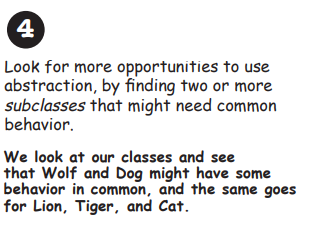 4
Look for more opportunities to use
abstraction, by finding two or more
subclasses that might need common
behavior.
We look at our classes and see
that Wolf and Dog might have some
behavior in common, and the same goes
for Lion, Tiger, and Cat.